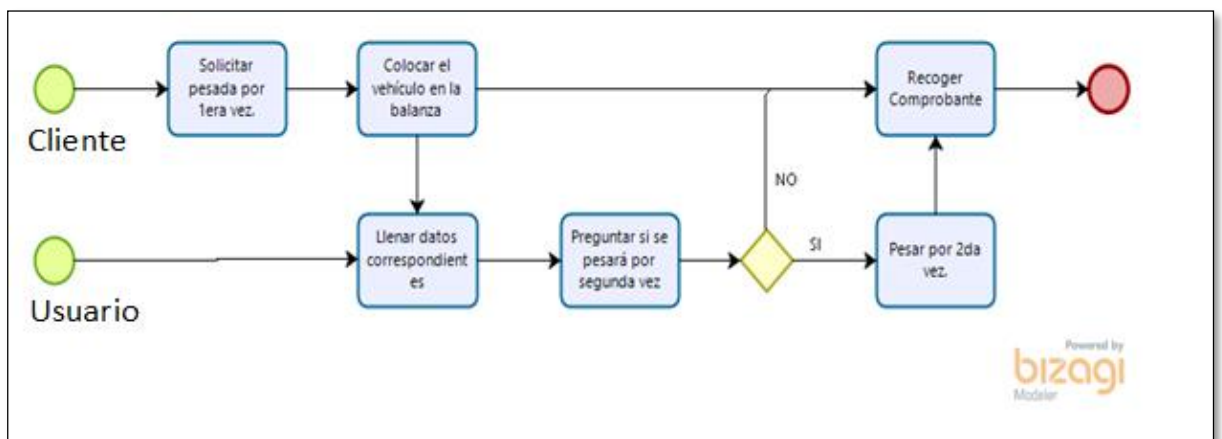 Solicitar
pesada por
1era vez.
Colocar el
vehículo en la
balanza
Recoger
Comprobante
Cliente
NO
Llenar datos
correspondient
es
Preguntar si se
pesará por
segunda vez
SI
Pesar por 2da
vez.
Usuario
Powered by
bizagi
Modeler